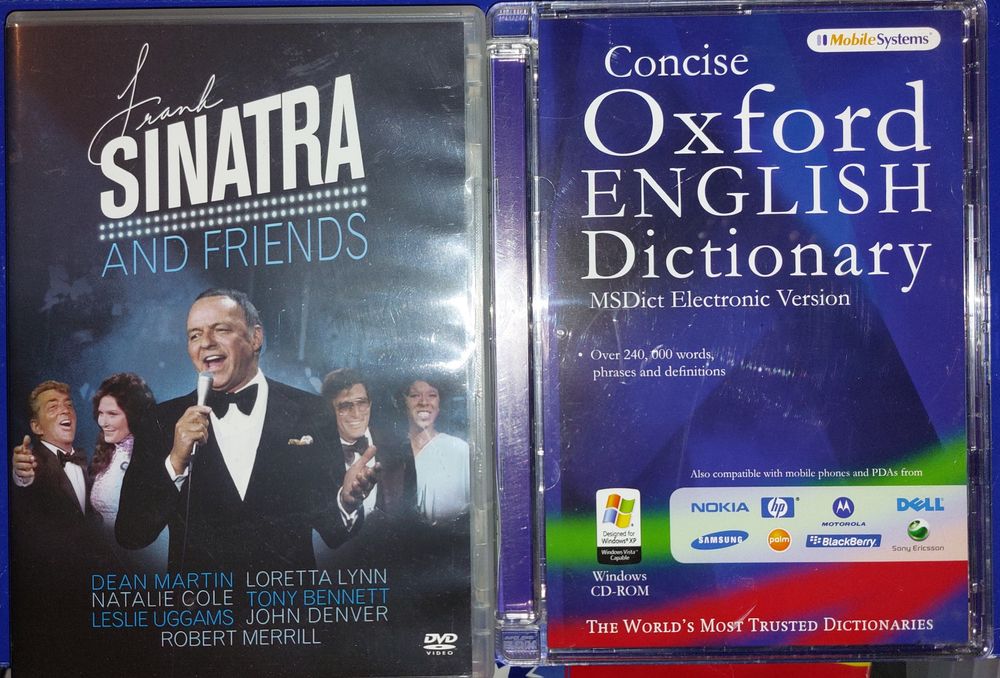 Frank
SINATRA
AND FRIENDS
DEAN MARTIN LORETTA LYNN
NATALIE COLE TONY BENNETT
LESLIE UGGAMS JOHN DENVER
ROBERT MERRILL
DVD
VIDEO
MobileSystems
Concise
Oxford
ENGLISH
Dictionary
MSDict Electronic Version
• Over 240,000 words,
phrases and definitions
Also compatible with mobile phones and PDAs from
NOKIA hp MOTOROLA DELL
SAMSUNG palm BlackBerry Sony Ericsson
Designed for
Windows® XP
Windows Vista™
Capable
Windows
CD-ROM
THE WORLD'S MOST TRUSTED DICTIONARIES